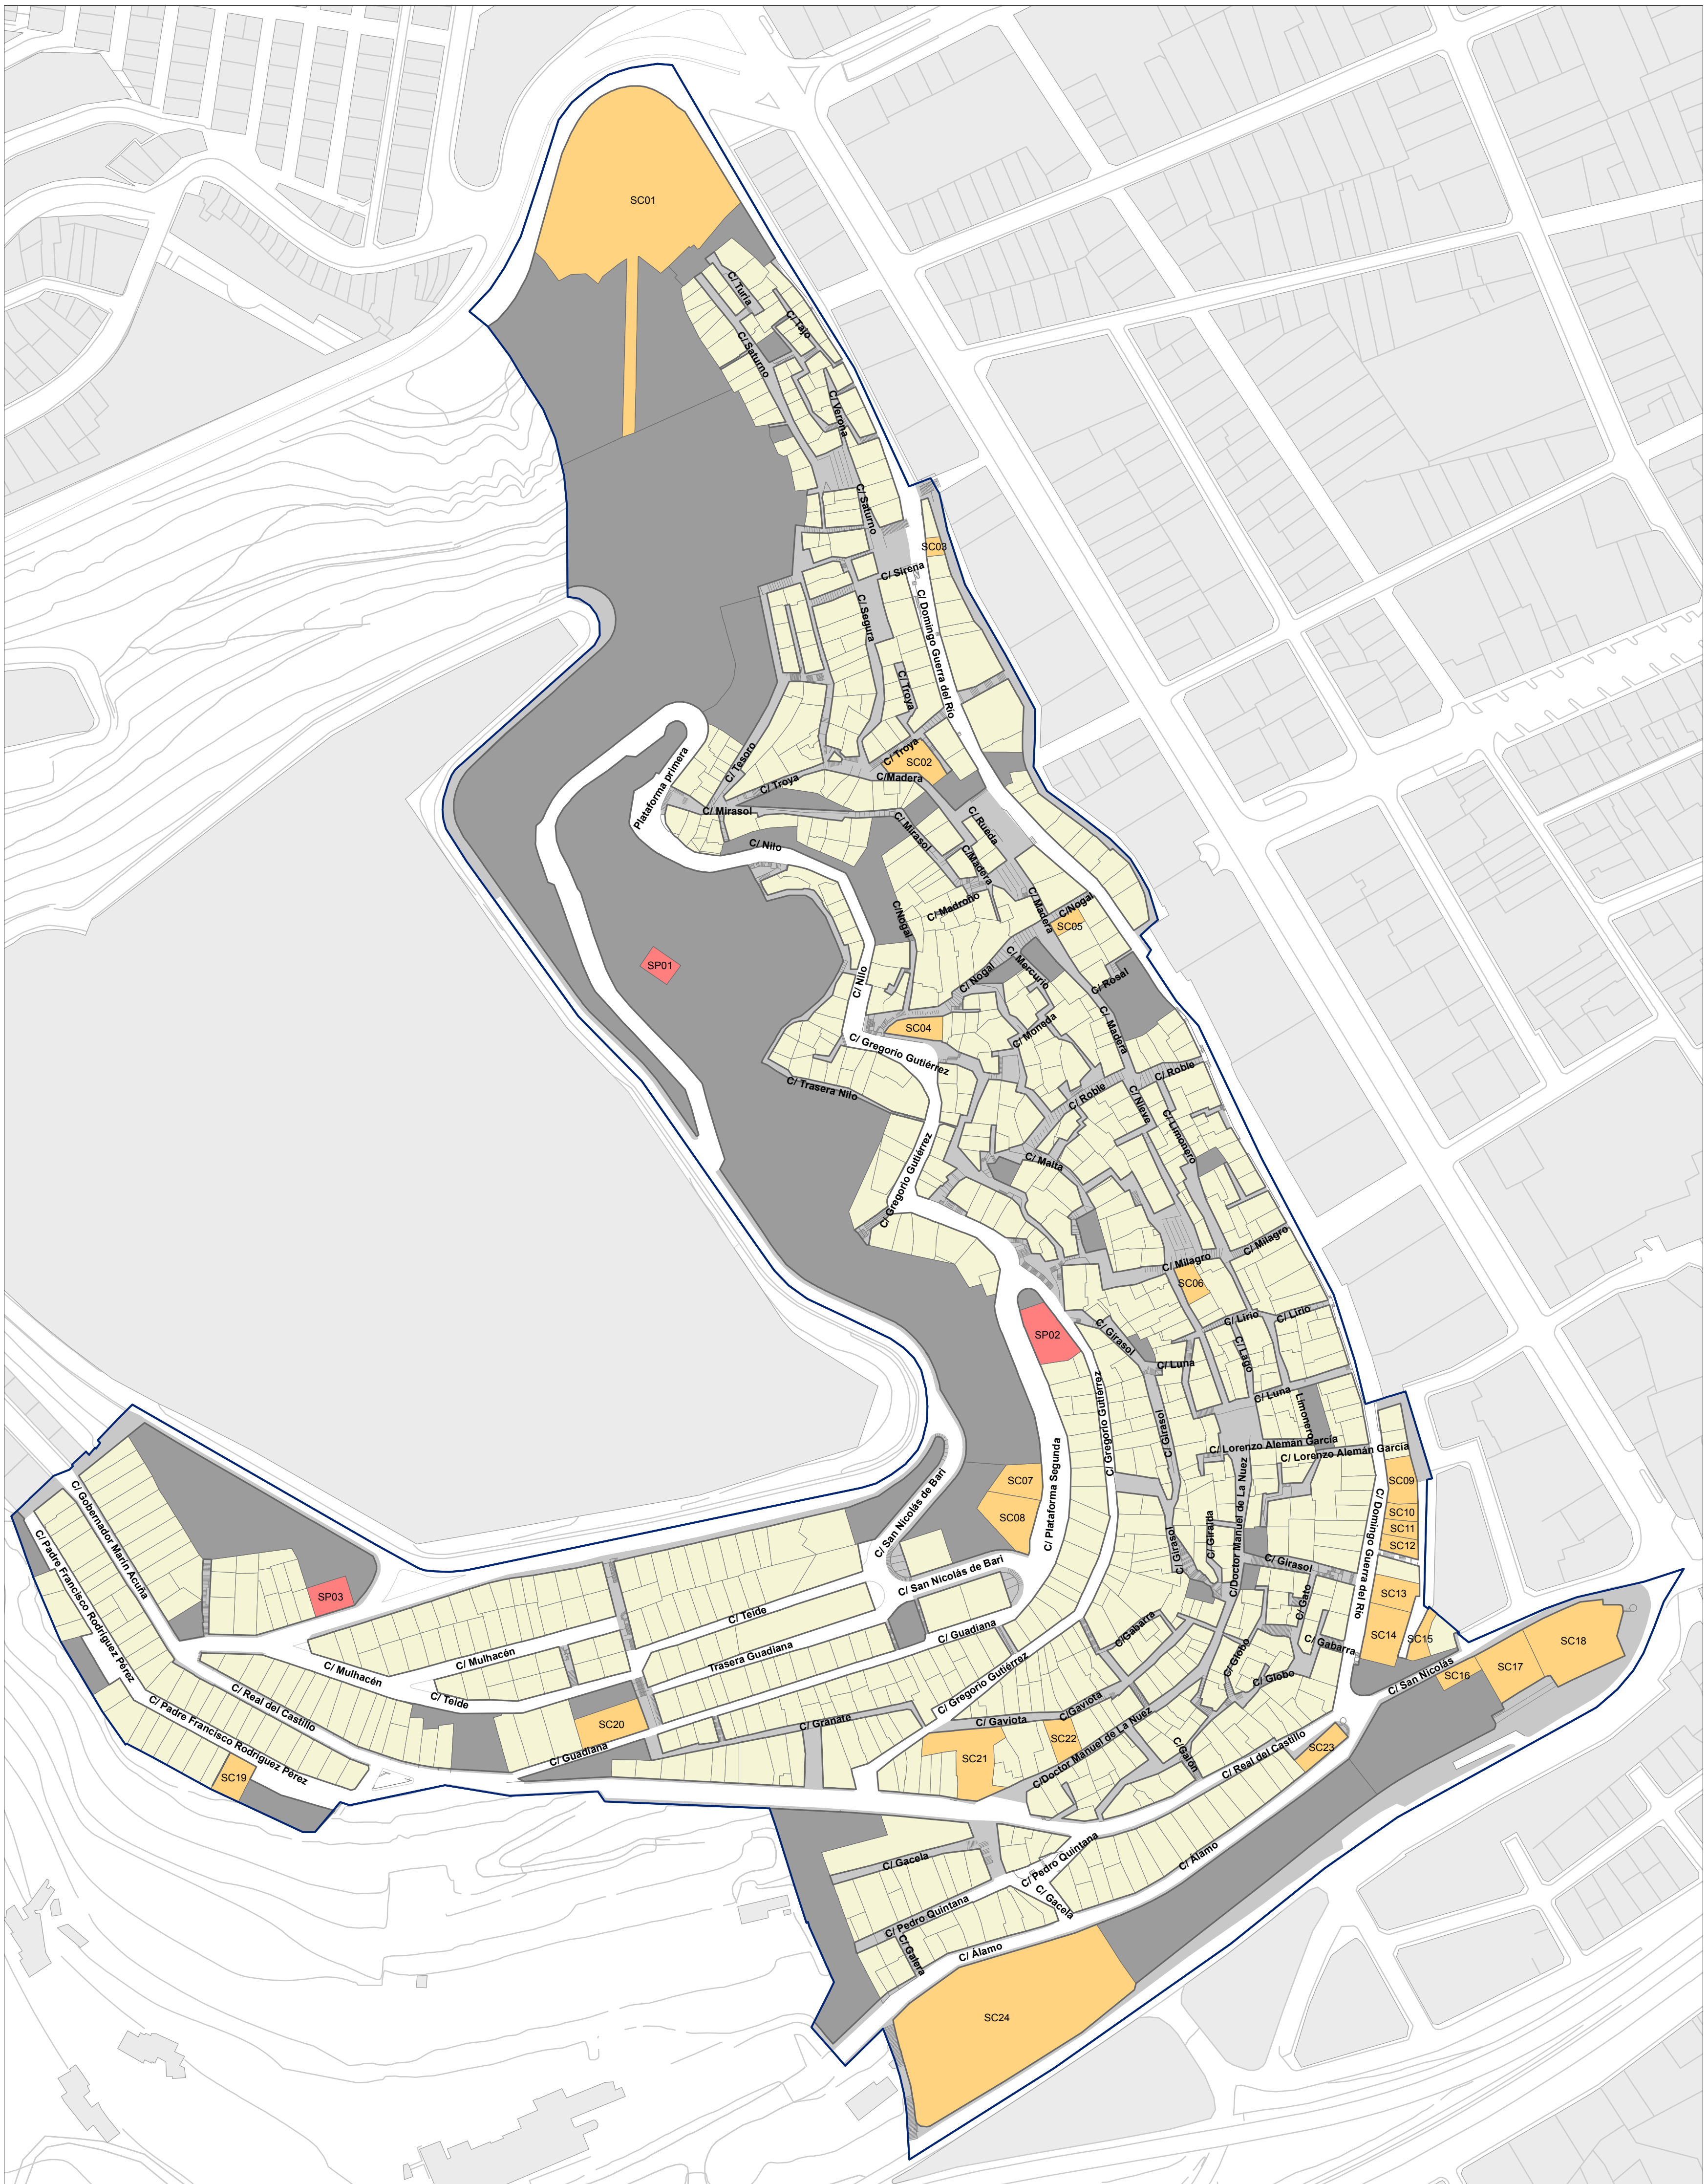 SC01
C/ Turia
C/ Tajo
C/ Saturno
C/ Verona
C/ Saturno
SC03
C/ Sirena
C/ Segura
C/ Domingo Guerra del Río
C/ Troya
C/ Troya
SC02
C/Madera
C/ Tesoro
C/ Troya
Plataforma primera
C/ Mirasol
C/ Mirasol
C/ Rueda
C/ Nilo
C/Madera
C/ Madroño
C/Nogal
C/ Madera
C/Nogal
SC05
SP01
C/ Nilo
C/ Nogal
C/ Mercurio
C/ Rosal
SC04
C/ Moneda
C/ Madera
C/ Gregorio Gutiérrez
C/ Trasera Nilo
C/ Roble
C/ Roble
C/ Nieve
C/ Limonero
C/ Malta
C/ Gregorio Gutiérrez
C/ Milagro
C/ Milagro
SC06
SP02
C/ Girasol
C/ Lirio
C/ Lirio
C/ Lago
C/ Luna
C/ Luna
Limonero
C/ Gregorio Gutiérrez
C/ Girasol
C/ Lorenzo Alemán García
C/ Lorenzo Alemán García
C/ Plataforma Segunda
SC07
SC08
SC09
SC10
SC11
SC12
C/ Domingo Guerra del Río
C/Doctor Manuel de La Nuez
C/ Giralda
C/ Girasol
C/ Girasol
C/ Gato
SC13
SC14
SC15
SC16
SC17
SC18
C/ San Nicolás
C/ Gabarra
C/Gabarra
C/ Globo
C/ Globo
C/ San Nicolás de Bari
C/ San Nicolás de Bari
C/ Gobernador Marín Acuña
C/ Padre Francisco Rodríguez Pérez
SP03
C/ Teide
C/ Guadiana
Trasera Guadiana
C/ Mulhacén
C/ Mulhacén
C/ Teide
C/ Real del Castillo
C/ Padre Francisco Rodríguez Pérez
SC19
SC20
C/ Guadiana
C/ Granate
C/ Gregorio Gutiérrez
C/ Gaviota
C/Gaviota
SC21
SC22
C/Doctor Manuel de La Nuez
C/ Galón
C/ Real del Castillo
SC23
C/ Gacela
C/ Pedro Quintana
C/ Gacela
C/ Álamo
C/ Pedro Quintana
C/ Galera
C/ Álamo
SC24